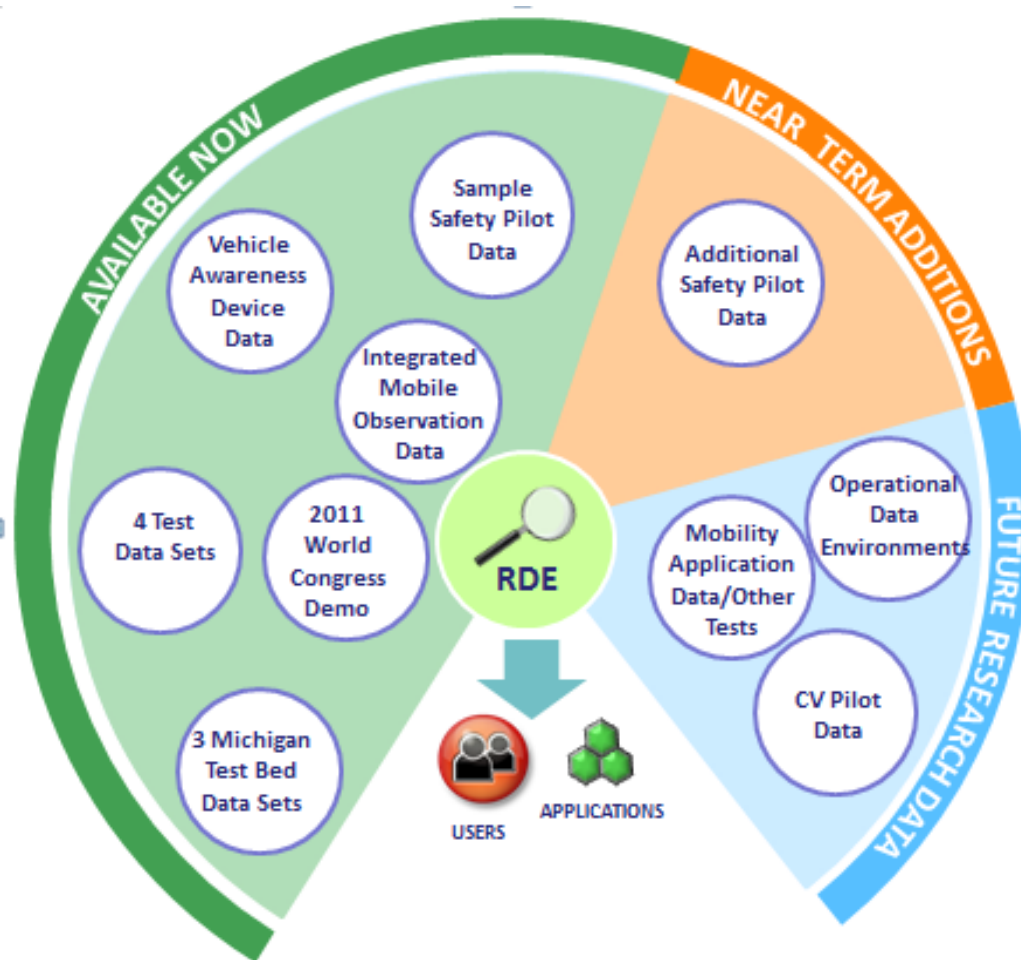 AVAILABLE NOW
NEAR TERM ADDITIONS
FUTURE RESEARCH DATA
Sample
Safety Pilot
Data
Vehicle
Awareness
Device
Data
Integrated
Mobile
Observation
Data
4 Test
Data Sets
2011
World
Congress
Demo
3 Michigan
Test Bed
Data Sets
Additional
Safety Pilot
Data
Operational
Data
Environments
Mobility
Application
Data/Other
Tests
CV Pilot
Data
RDE
USERS
APPLICATIONS